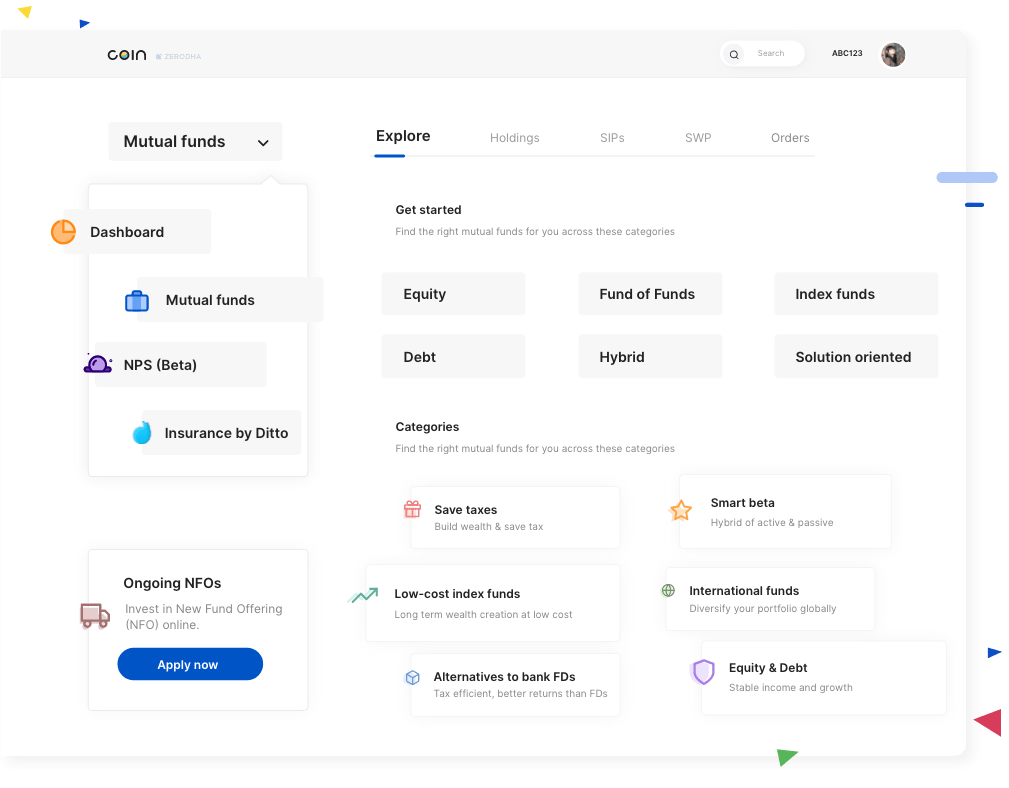 COIN ZERODHA
Search
ABC123
Mutual funds
Dashboard
Mutual funds
NPS (Beta)
Insurance by Ditto
Ongoing NFOs
Invest in New Fund Offering
(NFO) online.
Apply now
Explore Holdings SIPs SWP Orders
Get started
Find the right mutual funds for you across these categories
Equity
Fund of Funds
Index funds
Debt
Hybrid
Solution oriented
Categories
Find the right mutual funds for you across these categories
Save taxes
Build wealth & save tax
Smart beta
Hybrid of active & passive
Low-cost index funds
Long term wealth creation at low cost
International funds
Diversify your portfolio globally
Alternatives to bank FDs
Tax efficient, better returns than FDs
Equity & Debt
Stable income and growth